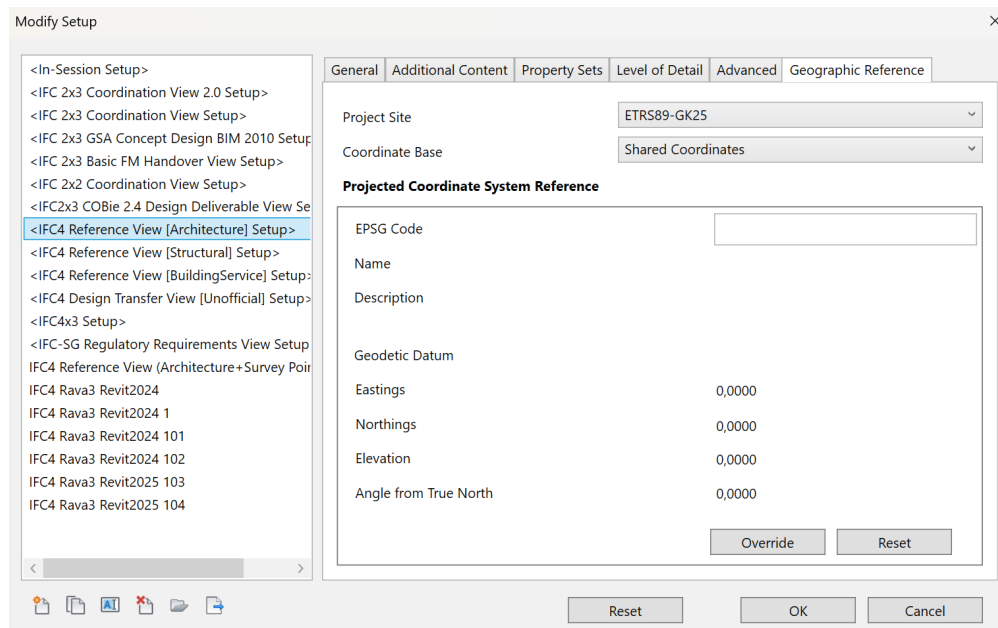 Modify Setup
<In-Session Setup>
<IFC 2x3 Coordination View 2.0 Setup>
<IFC 2x3 Coordination View Setup>
<IFC 2x3 GSA Concept Design BIM 2010 Setup
<IFC 2x3 Basic FM Handover View Setup>
<IFC 2x2 Coordination View Setup>
<IFC2x3 COBie 2.4 Design Deliverable View Se
<IFC4 Reference View [Architecture] Setup>
<IFC4 Reference View [Structural] Setup>
<IFC4 Reference View [BuildingService] Setup>
<IFC4 Design Transfer View [Unofficial] Setup>
<IFC4x3 Setup>
<IFC-SG Regulatory Requirements View Setup
IFC4 Reference View (Architecture+Survey Poin
IFC4 Rava3 Revit2024
IFC4 Rava3 Revit2024 1
IFC4 Rava3 Revit2024 101
IFC4 Rava3 Revit2024 102
IFC4 Rava3 Revit2025 103
IFC4 Rava3 Revit2025 104
General Additional Content Property Sets Level of Detail Advanced Geographic Reference
Project Site ETRS89-GK25
Coordinate Base Shared Coordinates
Projected Coordinate System Reference
EPSG Code
Name
Description
Geodetic Datum
Eastings 0,0000
Northings 0,0000
Elevation 0,0000
Angle from True North 0,0000
Override Reset
Reset OK Cancel